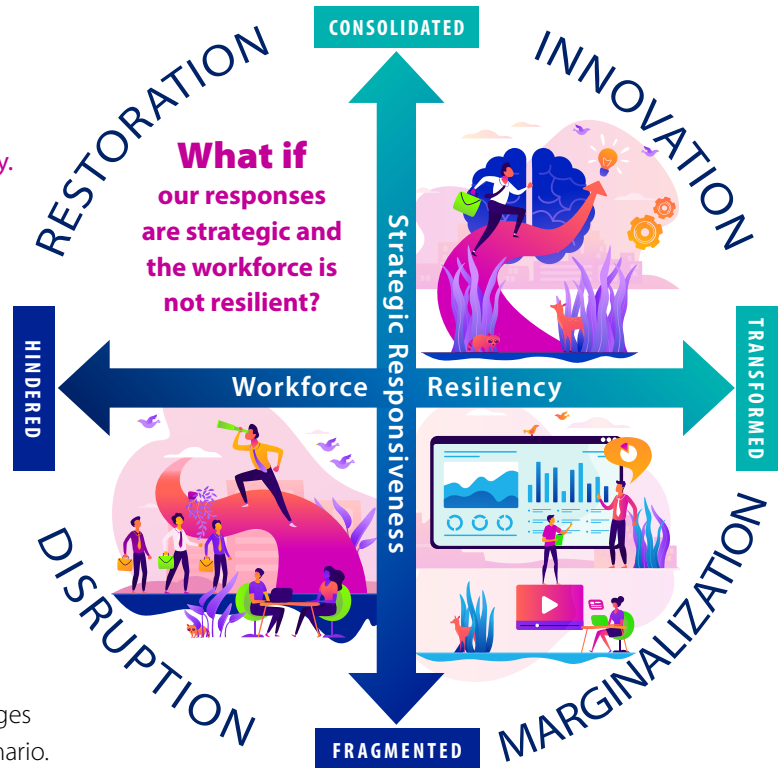 CONSOLIDATED
RESTORATION
INNOVATION
y.
What if
our responses
are strategic and
the workforce is
not resilient?
Strategic Responsiveness
HINDERED
Workforce Resiliency
TRANSFORMED
DISRUPTION
MARGINALIZATION
ges
nario.
FRAGMENTED